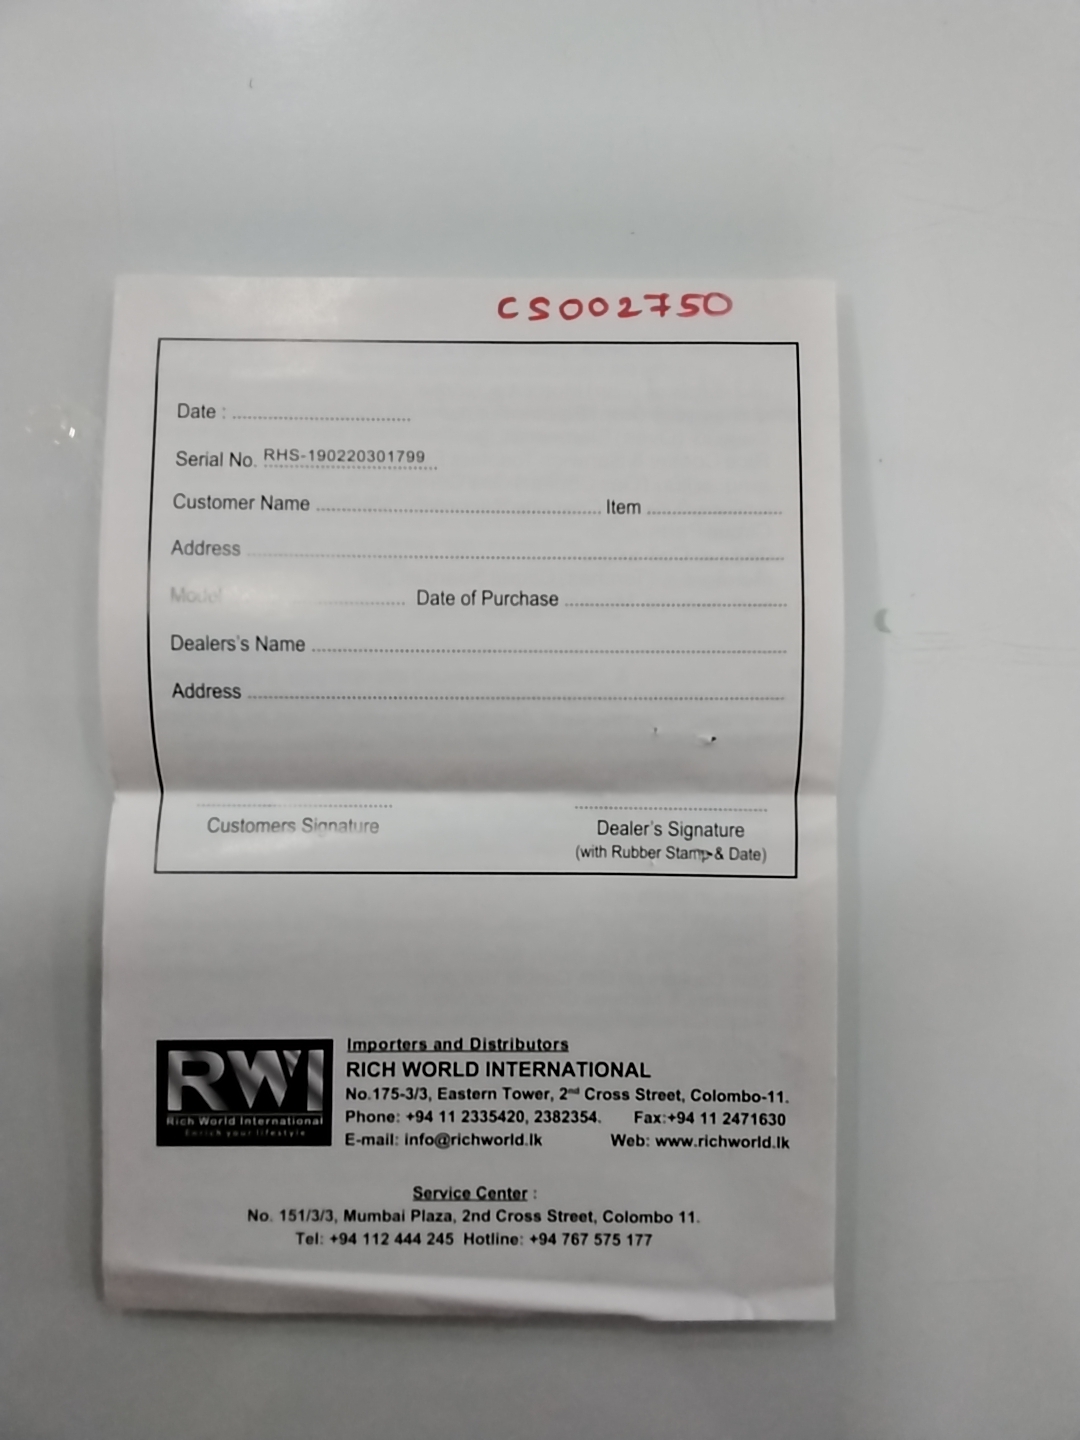 CS002750
Date : ........................................
Serial No. RHS-190220301799
Customer Name ................................................................ Item ..............................
Address ........................................................................................................................
Model .............................. Date of Purchase ..................................................
Dealers's Name ........................................................................................................
Address ........................................................................................................................
Customers Signature Dealer's Signature
(with Rubber Stamp & Date)
RWI
Rich World International
Enrich your lifestyle
Importers and Distributors
RICH WORLD INTERNATIONAL
No.175-3/3, Eastern Tower, 2nd Cross Street, Colombo-11.
Phone: +94 11 2335420, 2382354. Fax:+94 11 2471630
E-mail: info@richworld.lk Web: www.richworld.lk
Service Center :
No. 151/3/3, Mumbai Plaza, 2nd Cross Street, Colombo 11.
Tel: +94 112 444 245 Hotline: +94 767 575 177